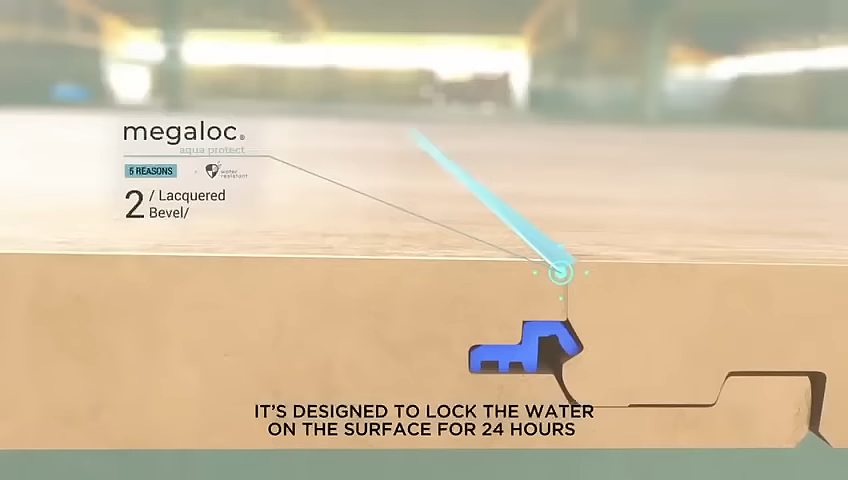 megaloc®
aqua protect
5 REASONS
water
resistant
2 / Lacquered
Bevel/
IT'S DESIGNED TO LOCK THE WATER
ON THE SURFACE FOR 24 HOURS